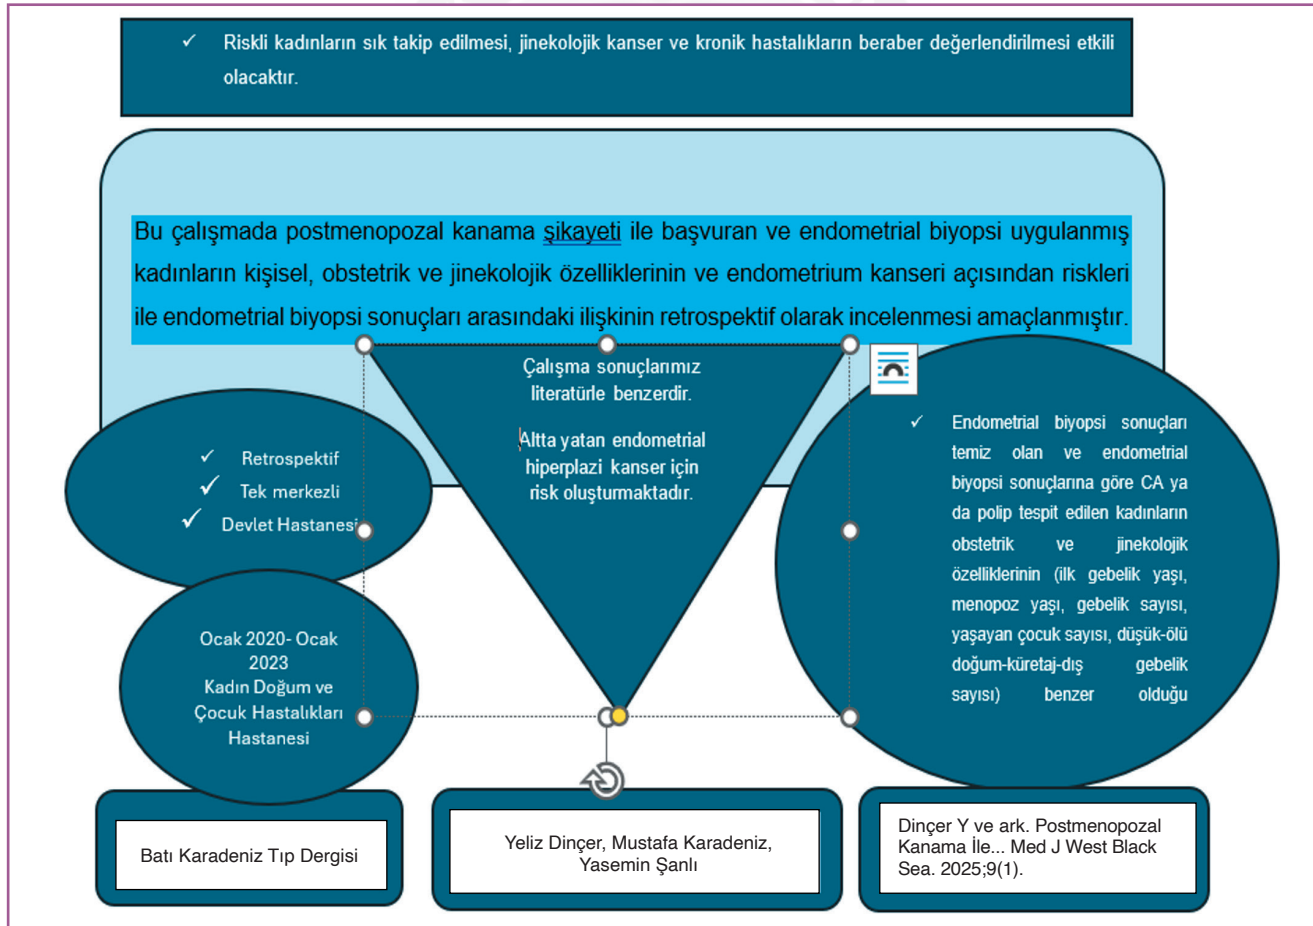 ✓ Riskli kadınların sık takip edilmesi, jinekolojik kanser ve kronik hastalıkların beraber değerlendirilmesi etkili
olacaktır.
Bu çalışmada postmenopozal kanama şikayeti ile başvuran ve endometrial biyopsi uygulanmış
kadınların kişisel, obstetrik ve jinekolojik özelliklerinin ve endometrium kanseri açısından riskleri
ile endometrial biyopsi sonuçları arasındaki ilişkinin retrospektif olarak incelenmesi amaçlanmıştır.
✓ Retrospektif
✓ Tek merkezli
✓ Devlet Hastanesi
Ocak 2020- Ocak
2023
Kadın Doğum ve
Çocuk Hastalıkları
Hastanesi
Çalışma sonuçlarımız
literatürle benzerdir.
Altta yatan endometrial
hiperplazi kanser için
risk oluşturmaktadır.
✓ Endometrial biyopsi sonuçları
temiz olan ve endometrial
biyopsi sonuçlarına göre CA ya
da polip tespit edilen kadınların
obstetrik ve jinekolojik
özelliklerinin (ilk gebelik yaşı,
menopoz yaşı, gebelik sayısı,
yaşayan çocuk sayısı, düşük-ölü
doğum-küretaj-dış gebelik
sayısı) benzer olduğu
Batı Karadeniz Tıp Dergisi
Yeliz Dinçer, Mustafa Karadeniz,
Yasemin Şanlı
Dinçer Y ve ark. Postmenopozal
Kanama İle... Med J West Black
Sea. 2025;9(1).